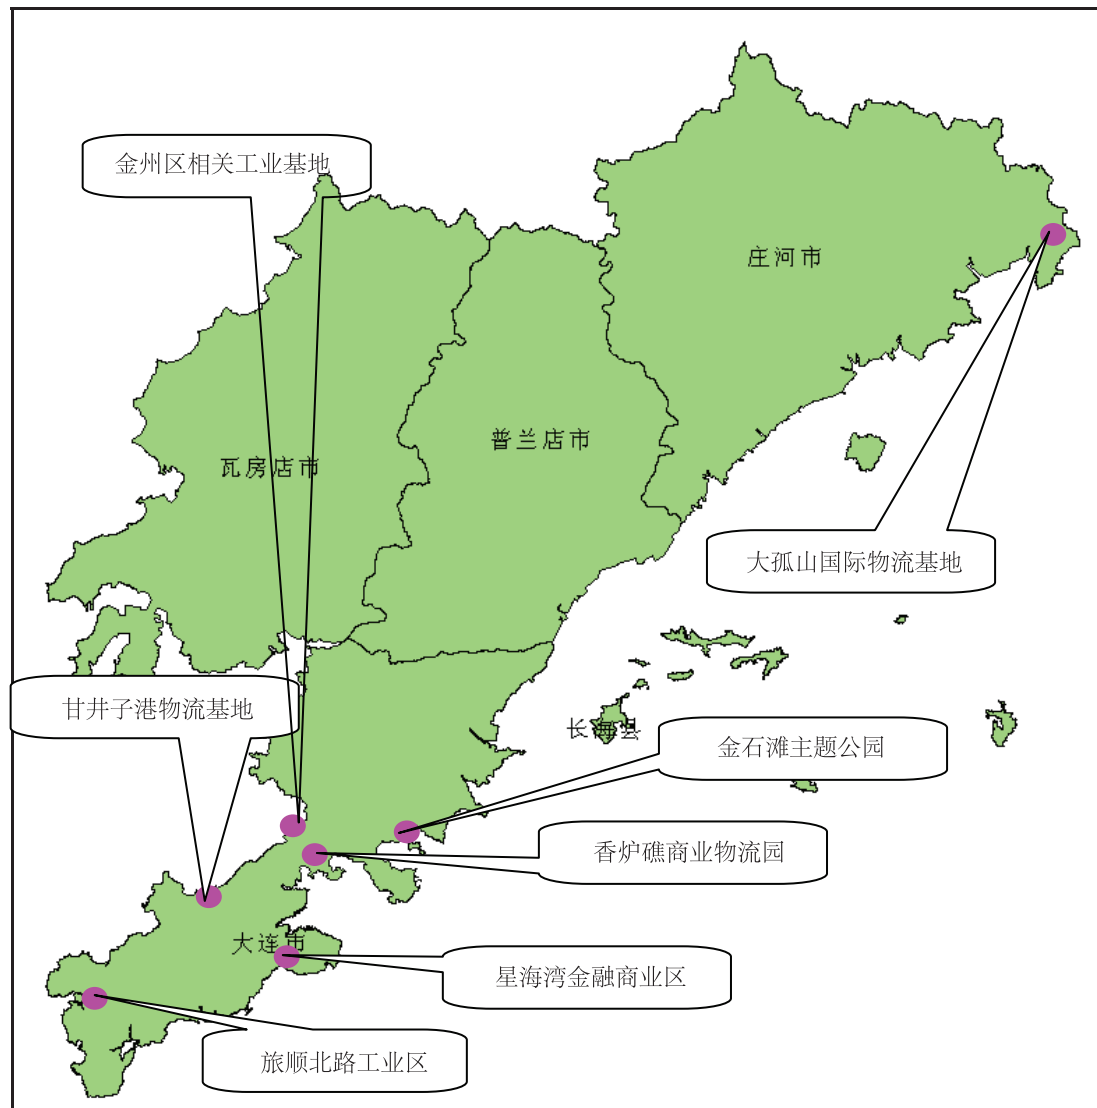 金州区相关工业基地
庄河市
普兰店市
瓦房店市
大孤山国际物流基地
甘井子港物流基地
长海县
金石滩主题公园
香炉礁商业物流园
大连市
星海湾金融商业区
旅顺北路工业区